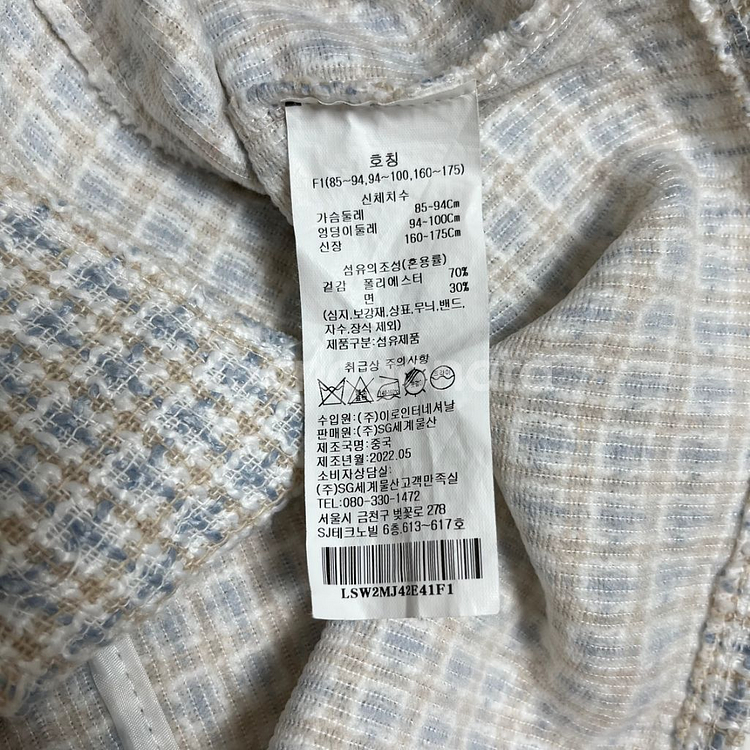 호칭
F1(85~94,94~100,160~175)
신체치수
가슴둘레 85-94Cm
엉덩이둘레 94-100Cm
신장 160-175Cm
섬유의조성(혼용률)
겉감 폴리에스터 70%
면 30%
(심지,보강재,상표,무늬,밴드,
자수,장식 제외)
제품구분:섬유제품
취급상 주의사항
수입원:(주)이로인터네셔날
판매원:(주)SG세계물산
제조국명:중국
제조년월:2022.05
소비자상담실:
(주)SG세계물산고객만족실
TEL:080-330-1472
서울시 금천구 벚꽃로 278
SJ테크노빌 6층,613~617호
LSW2MJ42E41F1